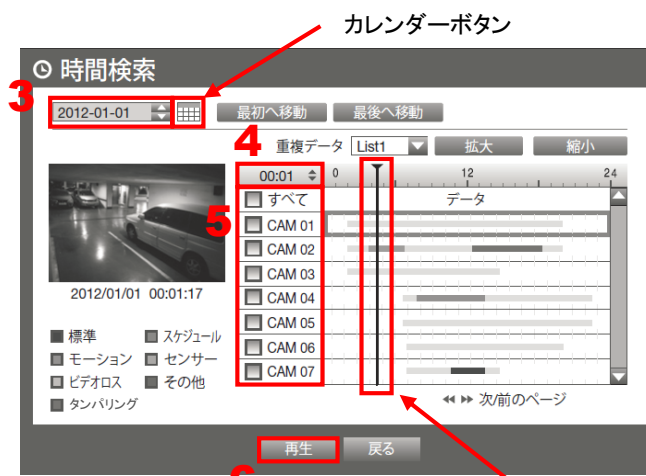 カレンダーボタン
時間検索
3
2012-01-01
最初へ移動
最後へ移動
4
重複データ List1
拡大
縮小
00:01
0 12 24
5
すべて
データ
CAM 01
CAM 02
CAM 03
CAM 04
CAM 05
CAM 06
CAM 07
2012/01/01 00:01:17
標準
スケジュール
モーション
センサー
ビデオロス
その他
タンパリング
次/前のページ
再生
戻る